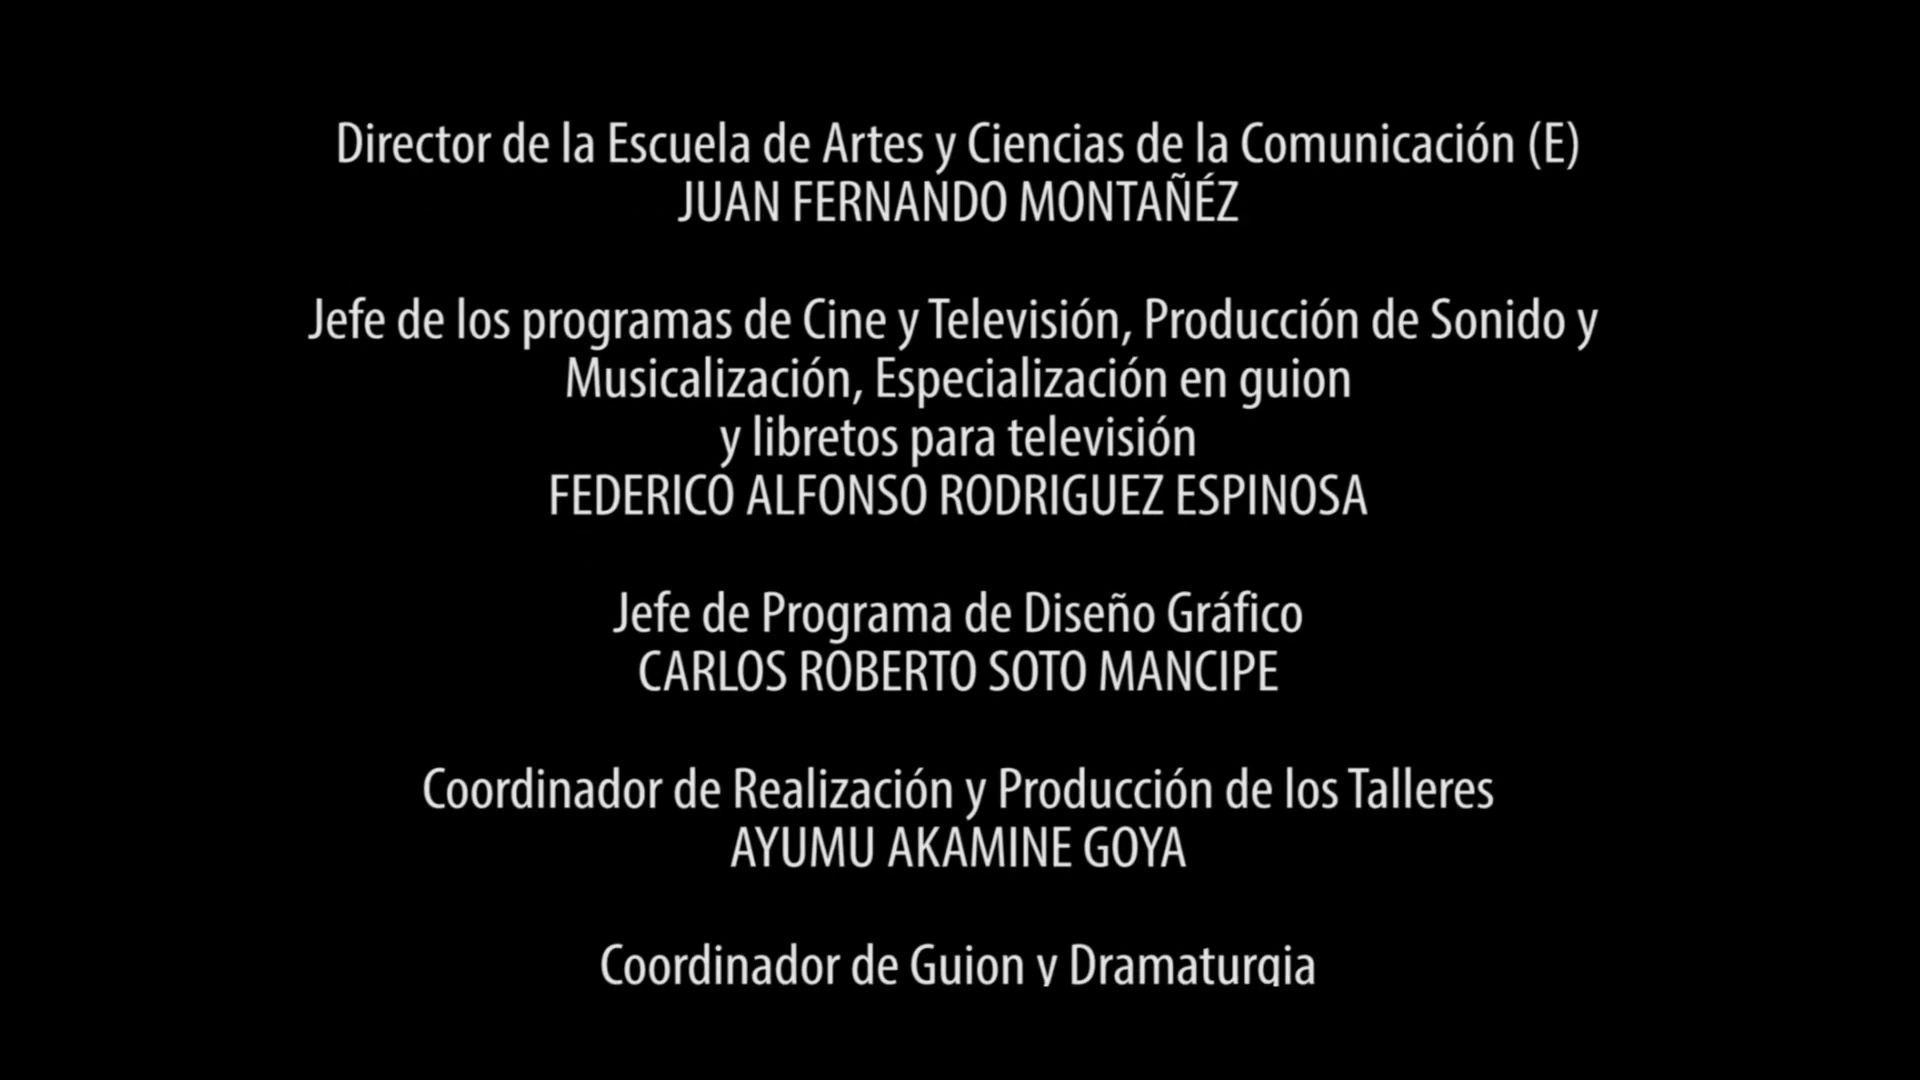 Director de la Escuela de Artes y Ciencias de la Comunicación (E)
JUAN FERNANDO MONTAÑÉZ
Jefe de los programas de Cine y Televisión, Producción de Sonido y
Musicalización, Especialización en guion
y libretos para televisión
FEDERICO ALFONSO RODRIGUEZ ESPINOSA
Jefe de Programa de Diseño Gráfico
CARLOS ROBERTO SOTO MANCIPE
Coordinador de Realización y Producción de los Talleres
AYUMU AKAMINE GOYA
Coordinador de Guion y Dramaturgia